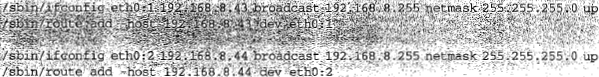 /sbin/ifconfig eth0:1 192.168.8.43 broadcast 192.168.8.255 netmask 255.255.255.0 up
/sbin/route add -host 192.168.8.43 dev eth0:1
/sbin/ifconfig eth0:2 192.168.8.44 broadcast 192.168.8.255 netmask 255.255.255.0 up
/sbin/route add -host 192.168.8.44 dev eth0:2